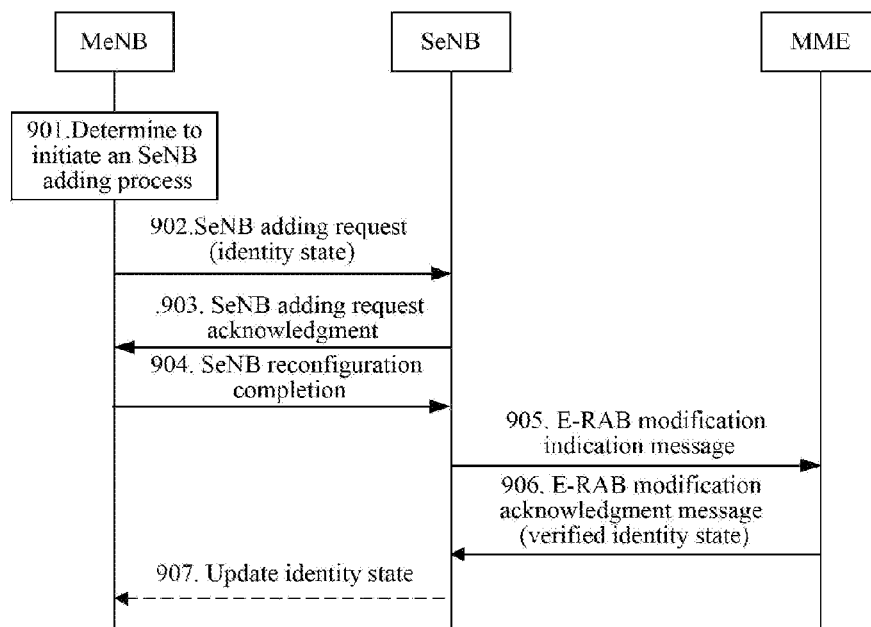 MeNB
SeNB
MME
901.Determine to
initiate an SeNB
adding process
902.SeNB adding request
(identity state)
.903. SeNB adding request
acknowledgment
904. SeNB reconfiguration
completion
905. E-RAB modification
indication message
906. E-RAB modification
acknowledgment message
(verified identity state)
907. Update identity state